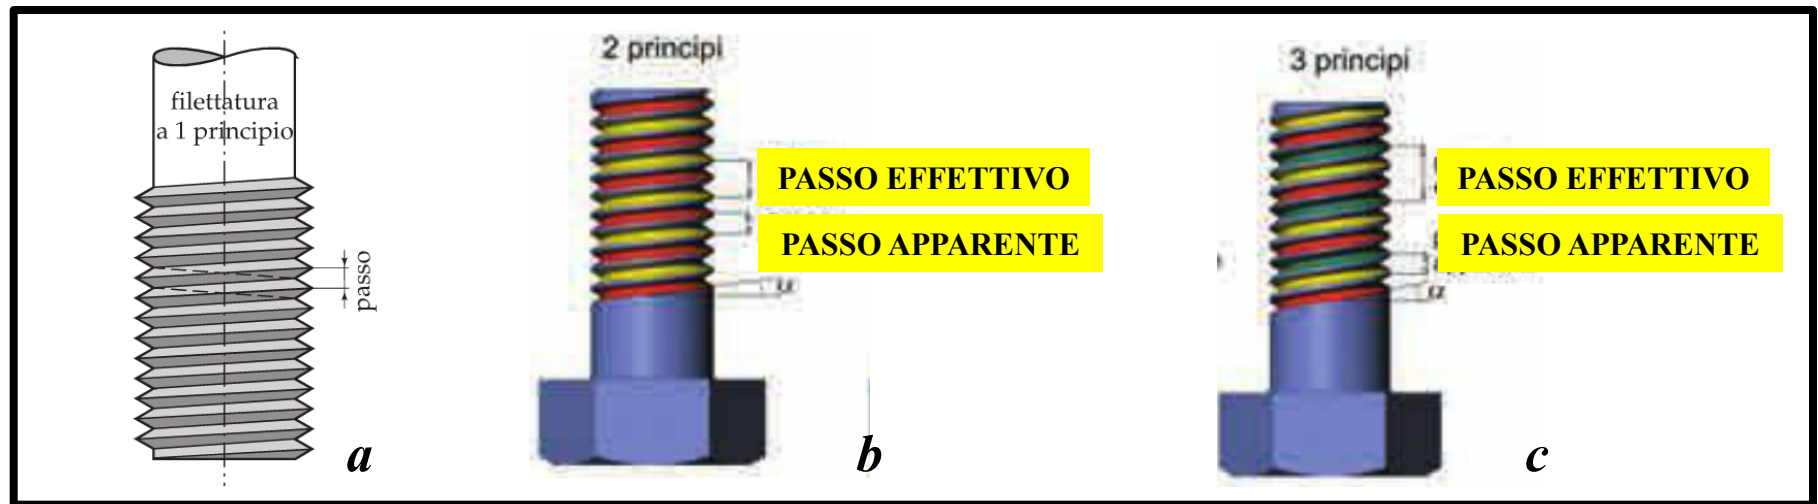 filettatura
a 1 principio
passo
a
2 principi
PASSO EFFETTIVO
PASSO APPARENTE
b
3 principi
PASSO EFFETTIVO
PASSO APPARENTE
c